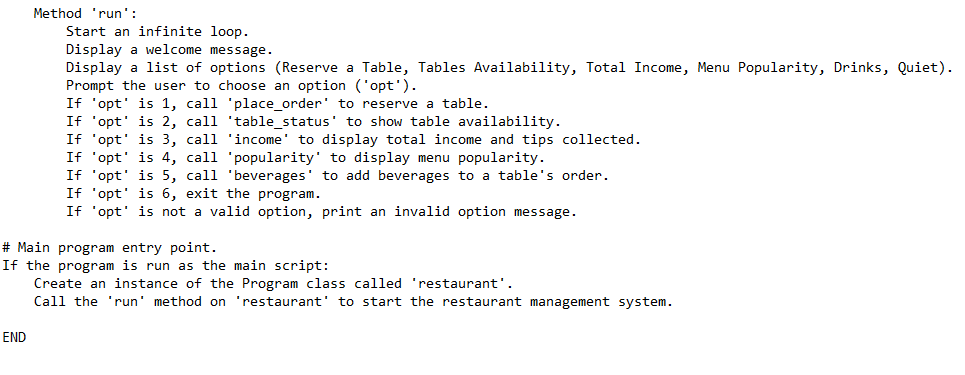 Method 'run':
Start an infinite loop.
Display a welcome message.
Display a list of options (Reserve a Table, Tables Availability, Total Income, Menu Popularity, Drinks, Quiet).
Prompt the user to choose an option ('opt').
If 'opt' is 1, call 'place_order' to reserve a table.
If 'opt' is 2, call 'table_status' to show table availability.
If 'opt' is 3, call 'income' to display total income and tips collected.
If 'opt' is 4, call 'popularity' to display menu popularity.
If 'opt' is 5, call 'beverages' to add beverages to a table's order.
If 'opt' is 6, exit the program.
If 'opt' is not a valid option, print an invalid option message.
# Main program entry point.
If the program is run as the main script:
Create an instance of the Program class called 'restaurant'.
Call the 'run' method on 'restaurant' to start the restaurant management system.
END